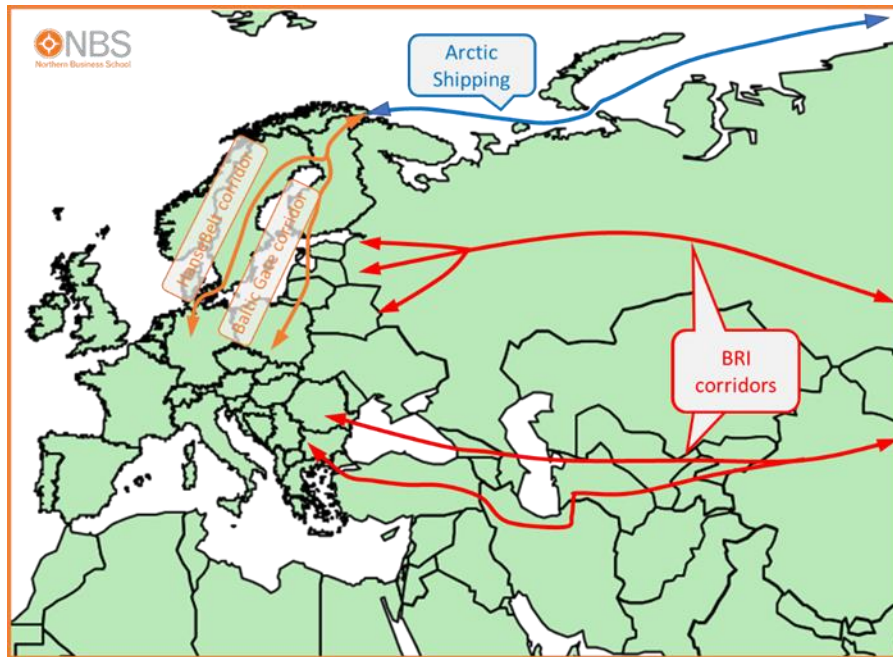 NBS
Northern Business School
Arctic
Shipping
HanseBelt corridor
Baltic Gate corridor
BRI
corridors